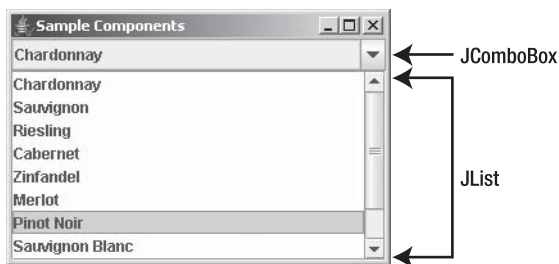 Sample Components
Chardonnay
JComboBox
Chardonnay
Sauvignon
Riesling
Cabernet
Zinfandel
JList
Merlot
Pinot Noir
Sauvignon Blanc